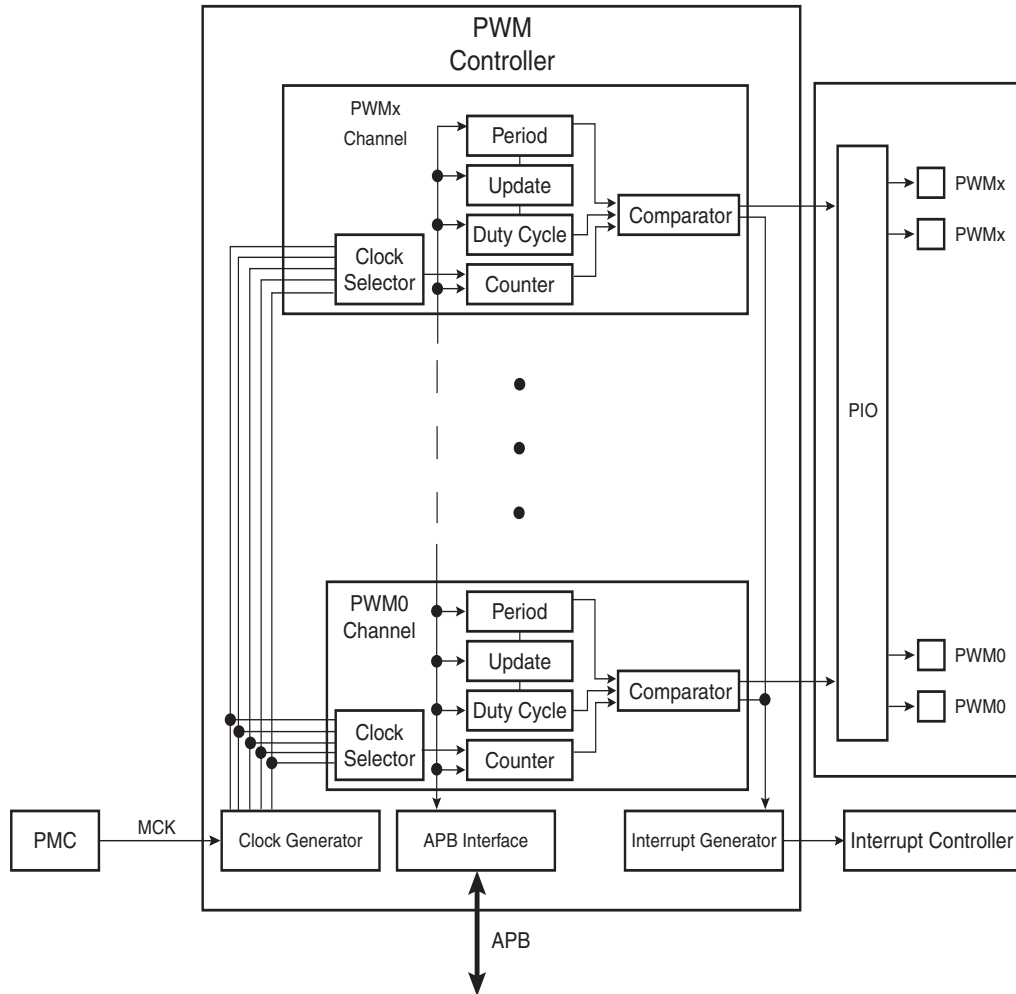 PWM
Controller
PWMx
Channel
Period
Update
Duty Cycle
Counter
Clock
Selector
Comparator
PIO
PWMx
PWMx
PWM0
Channel
Period
Update
Duty Cycle
Counter
Clock
Selector
Comparator
PWM0
PWM0
PMC
MCK
Clock Generator
APB Interface
Interrupt Generator
Interrupt Controller
APB